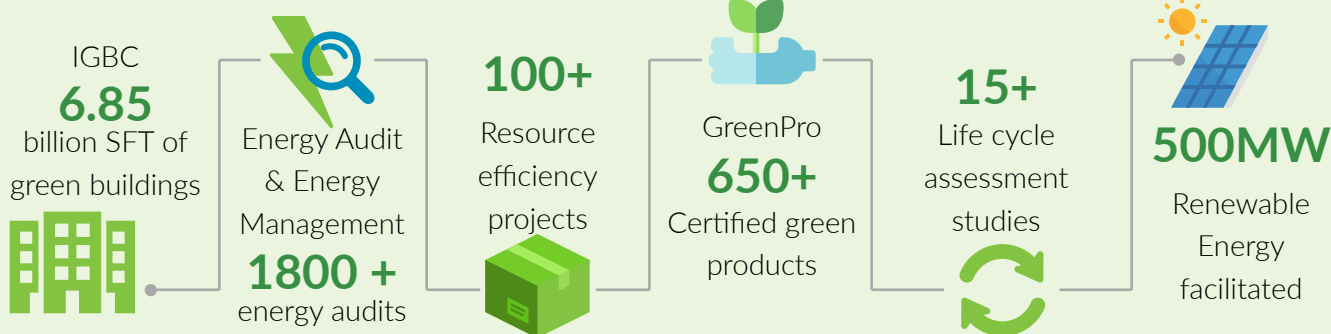 IGBC
6.85
billion SFT of
green buildings
Energy Audit
& Energy
Management
1800 +
energy audits
100+
Resource
efficiency
projects
GreenPro
650+
Certified green
products
15+
Life cycle
assessment
studies
500MW
Renewable
Energy
facilitated